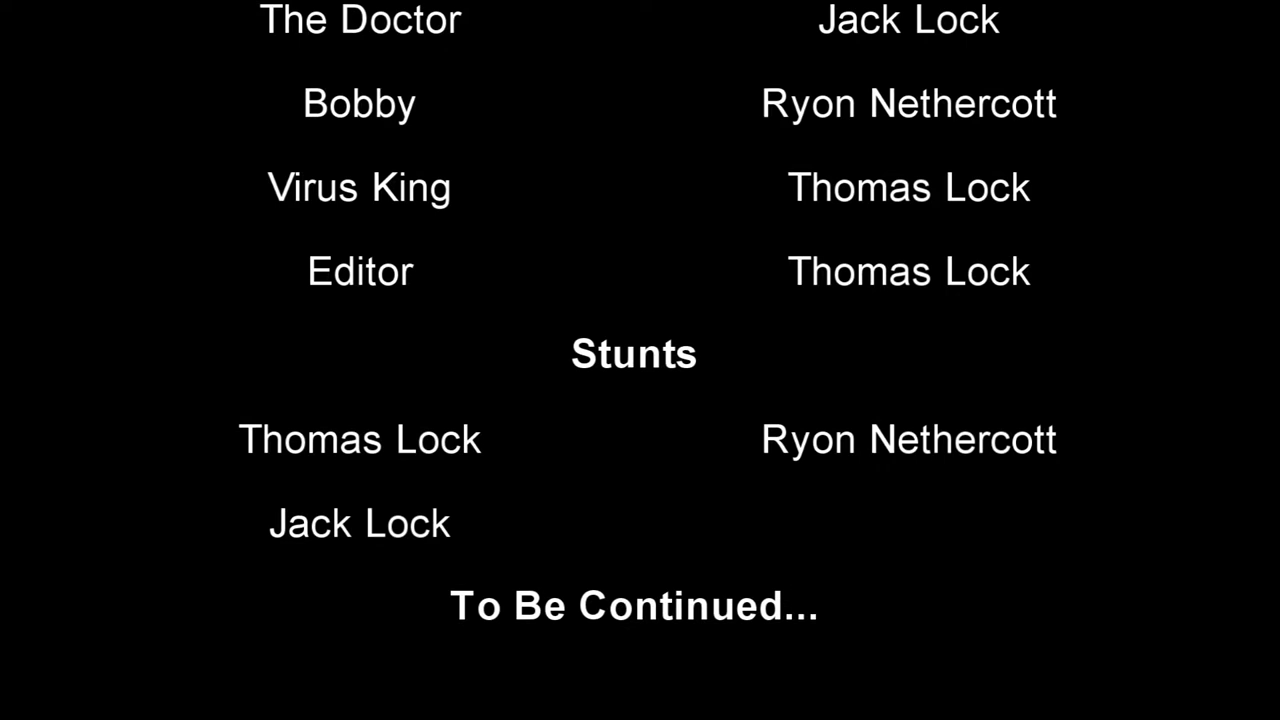 The Doctor Jack Lock
Bobby Ryon Nethercott
Virus King Thomas Lock
Editor Thomas Lock
Stunts
Thomas Lock Ryon Nethercott
Jack Lock
To Be Continued...